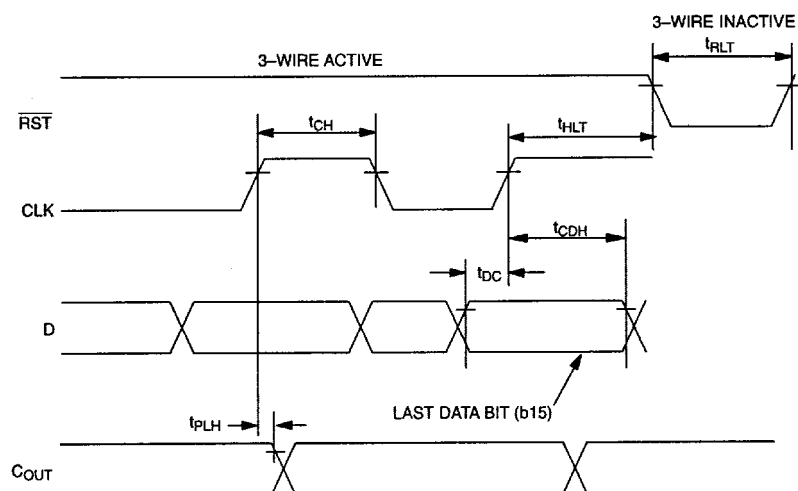 3–WIRE INACTIVE
tRLT
3–WIRE ACTIVE
RST
tCH
tHLT
CLK
tCDH
tDC
D
LAST DATA BIT (b15)
tPLH
COUT